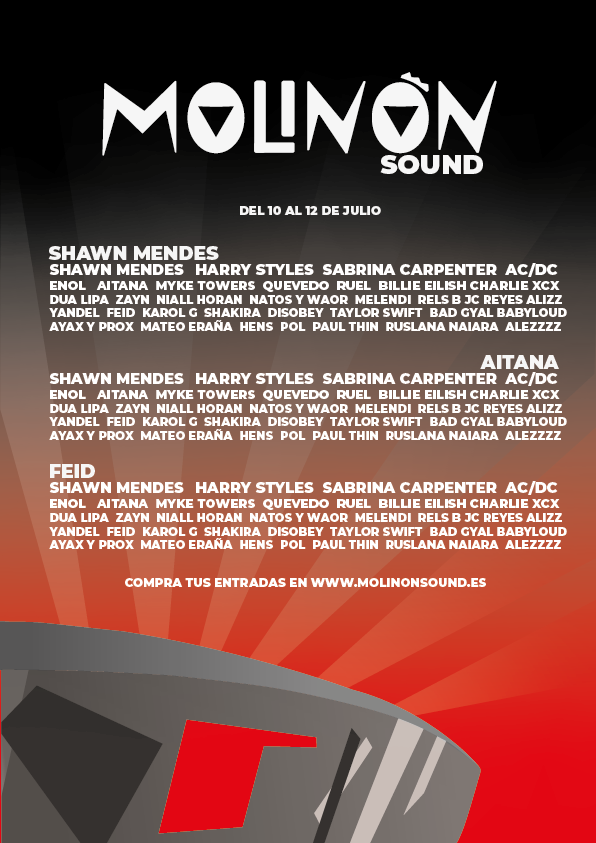 MOLINÒN
SOUND
DEL 10 AL 12 DE JULIO
SHAWN MENDES
SHAWN MENDES HARRY STYLES SABRINA CARPENTER AC/DC
ENOL AITANA MYKE TOWERS QUEVEDO RUEL BILLIE EILISH CHARLIE XCX
DUA LIPA ZAYN NIALL HORAN NATOS Y WAOR MELENDI RELS B JC REYES ALIZZ
YANDEL FEID KAROL G SHAKIRA DISOBEY TAYLOR SWIFT BAD GYAL BABYLOUD
AYAX Y PROX MATEO ERAÑA HENS POL PAUL THIN RUSLANA NAIARA ALEZZZZ
AITANA
SHAWN MENDES HARRY STYLES SABRINA CARPENTER AC/DC
ENOL AITANA MYKE TOWERS QUEVEDO RUEL BILLIE EILISH CHARLIE XCX
DUA LIPA ZAYN NIALL HORAN NATOS Y WAOR MELENDI RELS B JC REYES ALIZZ
YANDEL FEID KAROL G SHAKIRA DISOBEY TAYLOR SWIFT BAD GYAL BABYLOUD
AYAX Y PROX MATEO ERAÑA HENS POL PAUL THIN RUSLANA NAIARA ALEZZZZ
FEID
SHAWN MENDES HARRY STYLES SABRINA CARPENTER AC/DC
ENOL AITANA MYKE TOWERS QUEVEDO RUEL BILLIE EILISH CHARLIE XCX
DUA LIPA ZAYN NIALL HORAN NATOS Y WAOR MELENDI RELS B JC REYES ALIZZ
YANDEL FEID KAROL G SHAKIRA DISOBEY TAYLOR SWIFT BAD GYAL BABYLOUD
AYAX Y PROX MATEO ERAÑA HENS POL PAUL THIN RUSLANA NAIARA ALEZZZZ
COMPRA TUS ENTRADAS EN WWW.MOLINONSOUND.ES